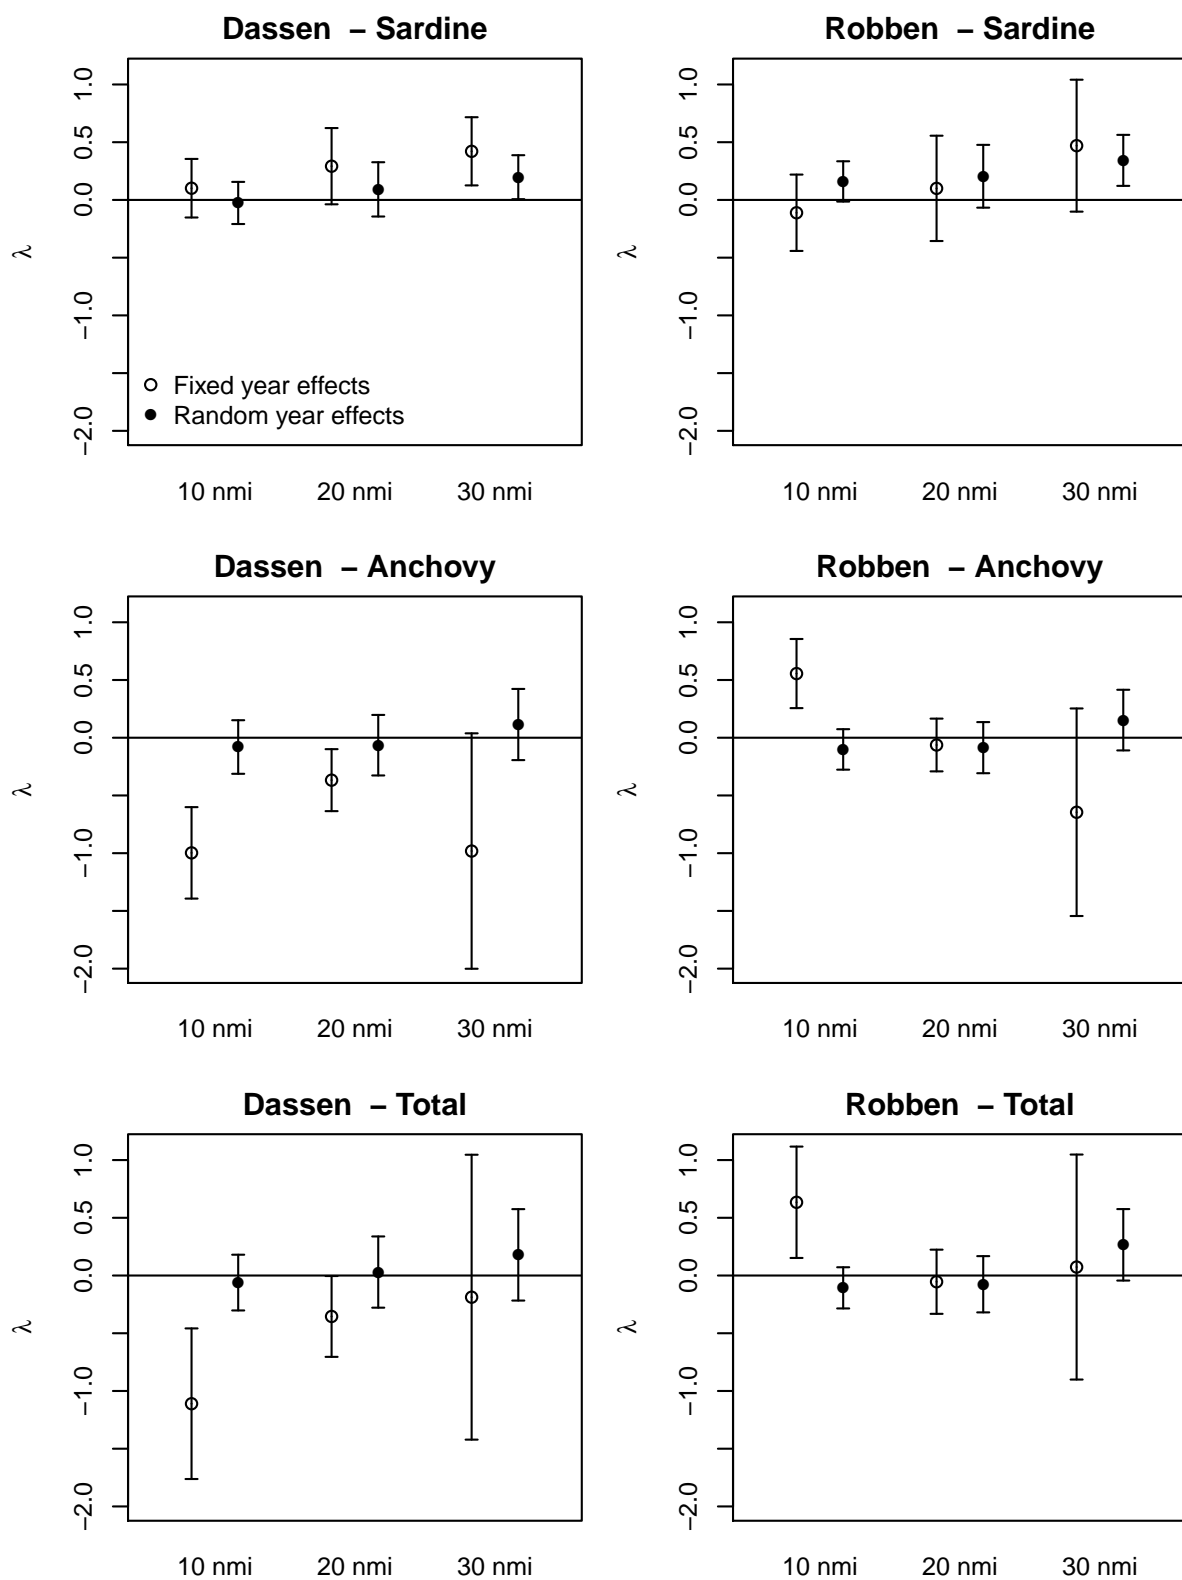 Dassen – Sardine
Robben – Sardine
1.0
0.5
0.0
−1.0
−2.0
λ
Fixed year effects
Random year effects
10 nmi 20 nmi 30 nmi
1.0
0.5
0.0
−1.0
−2.0
λ
10 nmi 20 nmi 30 nmi
Dassen – Anchovy
Robben – Anchovy
1.0
0.5
0.0
−1.0
−2.0
λ
10 nmi 20 nmi 30 nmi
1.0
0.5
0.0
−1.0
−2.0
λ
10 nmi 20 nmi 30 nmi
Dassen – Total
Robben – Total
1.0
0.5
0.0
−1.0
−2.0
λ
10 nmi 20 nmi 30 nmi
1.0
0.5
0.0
−1.0
−2.0
λ
10 nmi 20 nmi 30 nmi